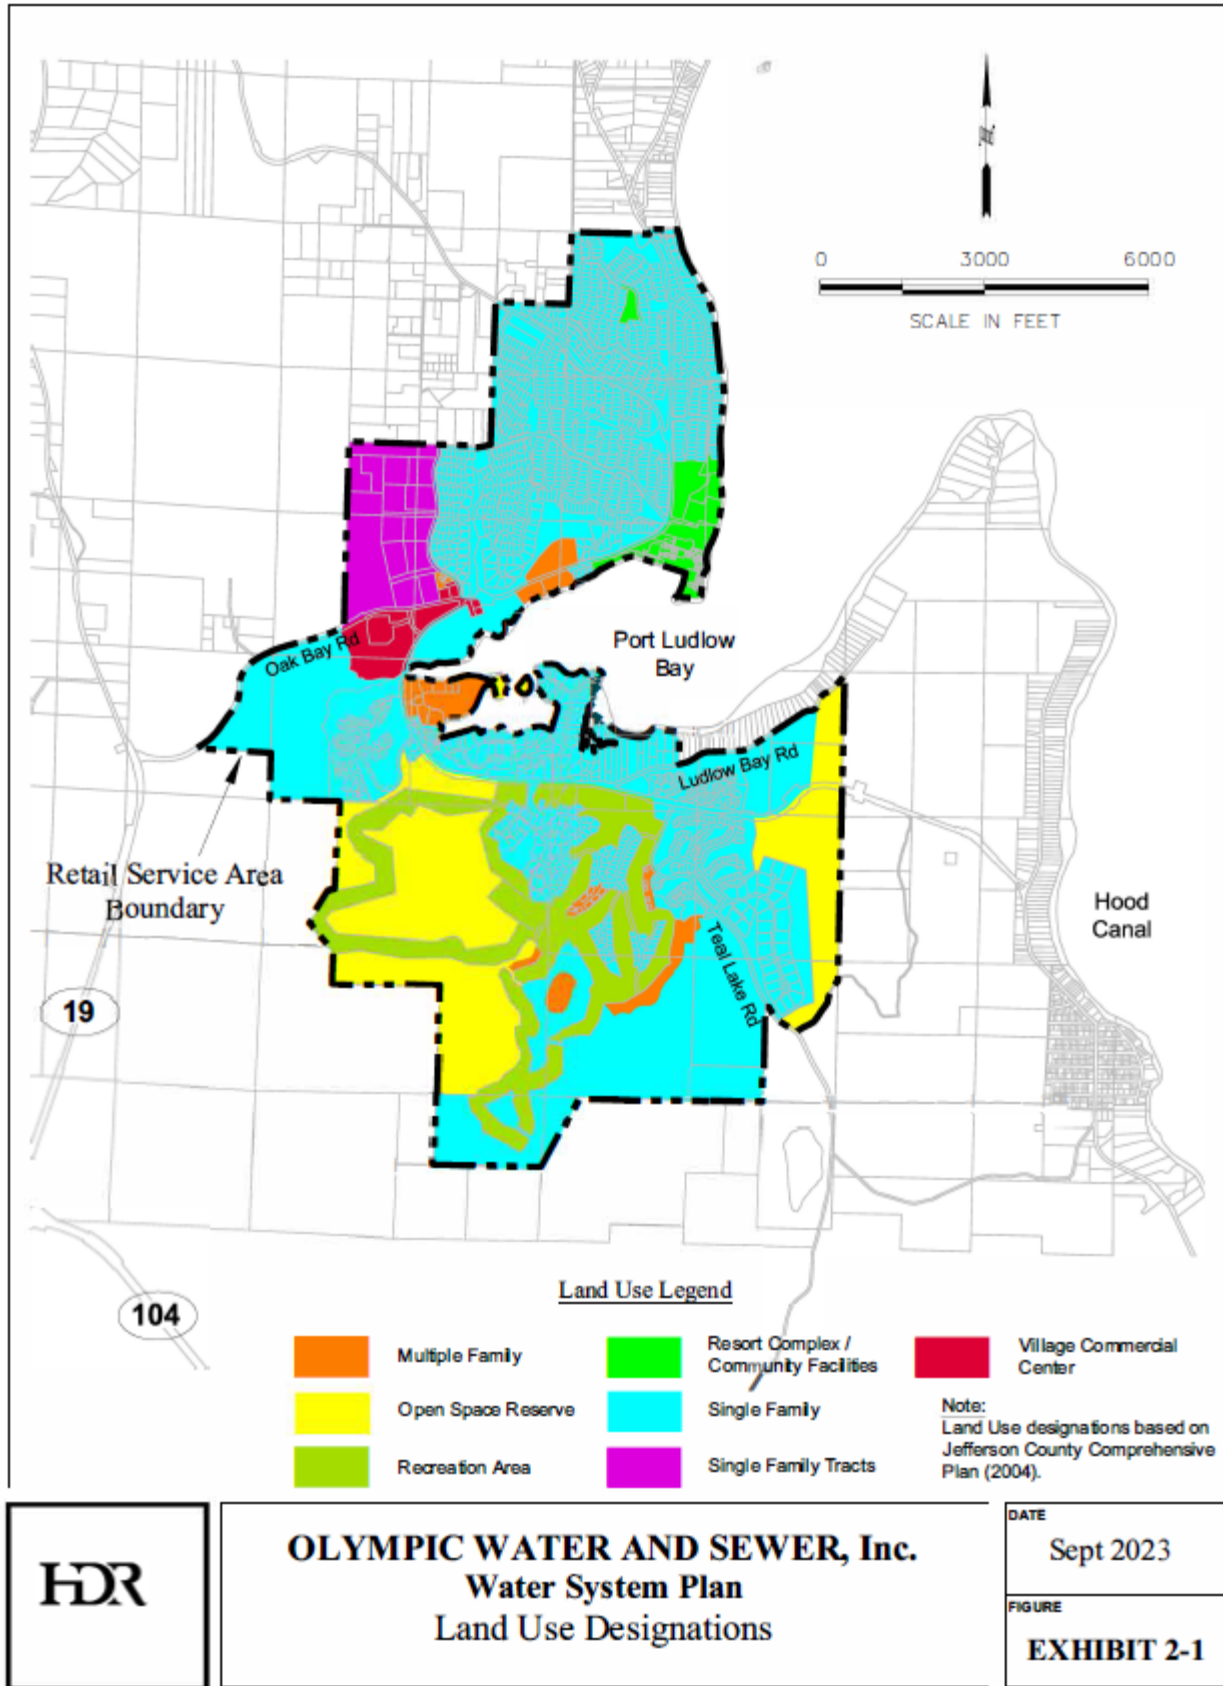 N
0 3000 6000
SCALE IN FEET
Port Ludlow
Bay
Oak Bay Rd
Ludlow Bay Rd
Retail Service Area
Boundary
Teal Lake Rd
Hood
Canal
19
104
Land Use Legend
Multiple Family
Open Space Reserve
Recreation Area
Resort Complex /
Community Facilities
Single Family
Single Family Tracts
Village Commercial
Center
Note:
Land Use designations based on
Jefferson County Comprehensive
Plan (2004).
HDR
OLYMPIC WATER AND SEWER, Inc.
Water System Plan
Land Use Designations
DATE
Sept 2023
FIGURE
EXHIBIT 2-1